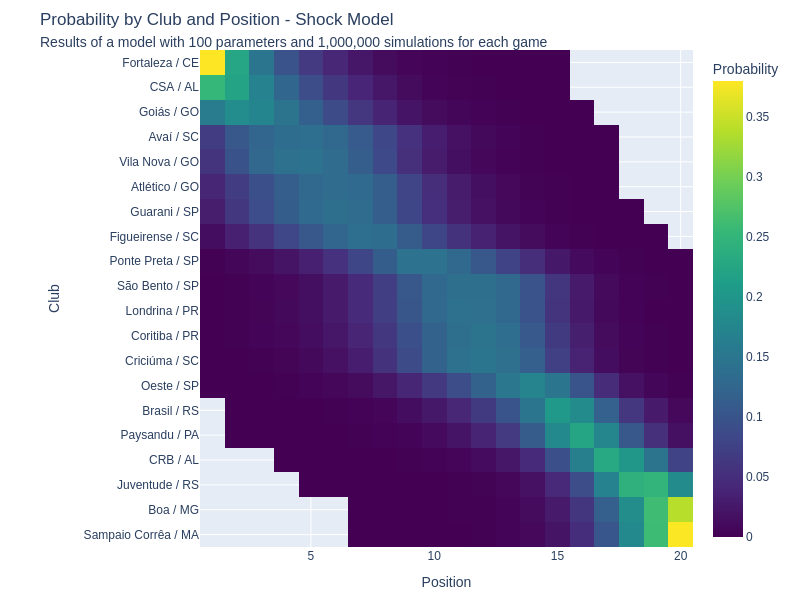 Probability by Club and Position - Shock Model
Results of a model with 100 parameters and 1,000,000 simulations for each game
Probability
Fortaleza / CE
CSA / AL
Goiás / GO
Avaí / SC
Vila Nova / GO
Atlético / GO
Guarani / SP
Figueirense / SC
Ponte Preta / SP
São Bento / SP
Londrina / PR
Coritiba / PR
Criciúma / SC
Oeste / SP
Brasil / RS
Paysandu / PA
CRB / AL
Juventude / RS
Boa / MG
Sampaio Corrêa / MA
Club
5
10
15
20
Position
0.35
0.3
0.25
0.2
0.15
0.1
0.05
0